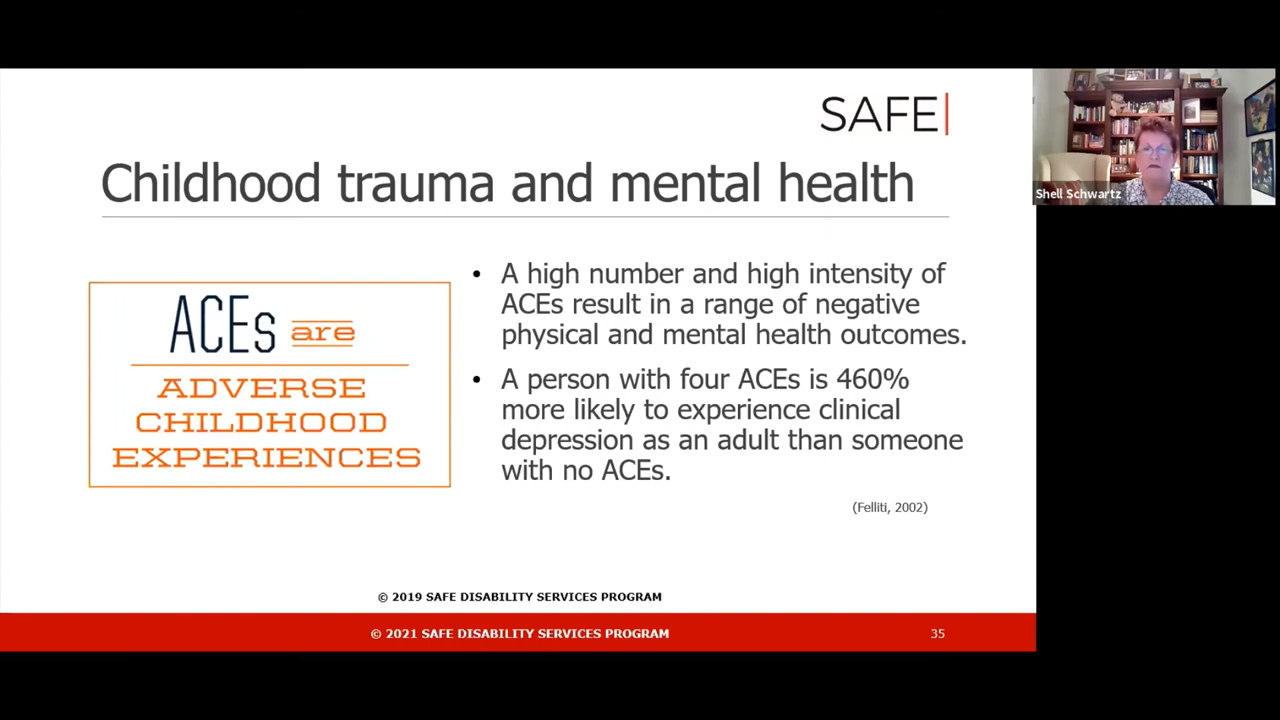 SAFE|
Shell Schwartz
Childhood trauma and mental health
ACEs are
ADVERSE
CHILDHOOD
EXPERIENCES
• A high number and high intensity of
ACEs result in a range of negative
physical and mental health outcomes.
• A person with four ACEs is 460%
more likely to experience clinical
depression as an adult than someone
with no ACEs.
(Felliti, 2002)
© 2019 SAFE DISABILITY SERVICES PROGRAM
© 2021 SAFE DISABILITY SERVICES PROGRAM
35